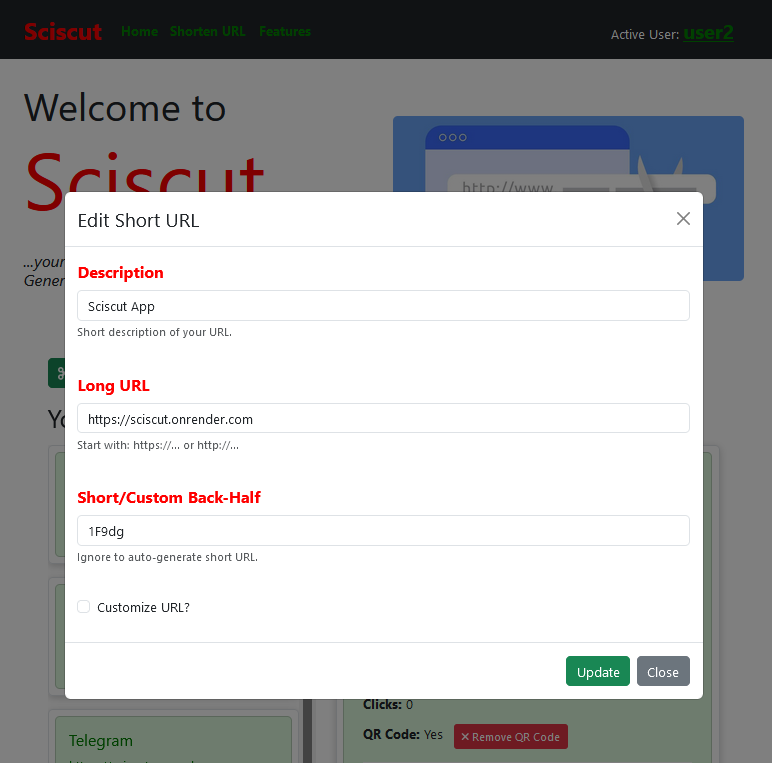 Sciscut Home Shorten URL Features Active User: user2
Welcome to
Sciscut
http://www
...your
Gener
Edit Short URL
Description
Sciscut App
Short description of your URL.
Long URL
https://sciscut.onrender.com
Start with: https://... or http://...
Short/Custom Back-Half
1F9dg
Ignore to auto-generate short URL.
Customize URL?
Update Close
Clicks: 0
QR Code: Yes × Remove QR Code
Telegram